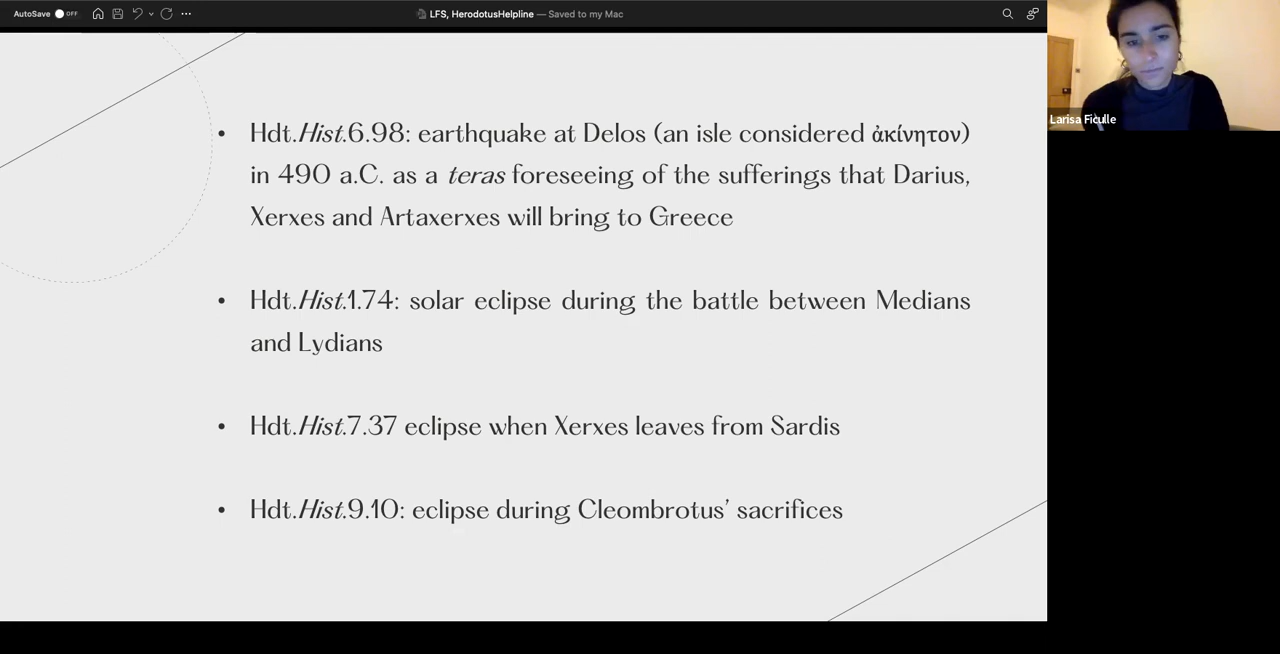 AutoSave OFF
LFS, HerodotusHelpline — Saved to my Mac
Larisa Ficulle
• Hdt.Hist.6.98: earthquake at Delos (an isle considered ἀκίνητον)
in 490 a.C. as a teras foreseeing of the sufferings that Darius,
Xerxes and Artaxerxes will bring to Greece
• Hdt.Hist.1.74: solar eclipse during the battle between Medians
and Lydians
• Hdt.Hist.7.37 eclipse when Xerxes leaves from Sardis
• Hdt.Hist.9.10: eclipse during Cleombrotus’ sacrifices